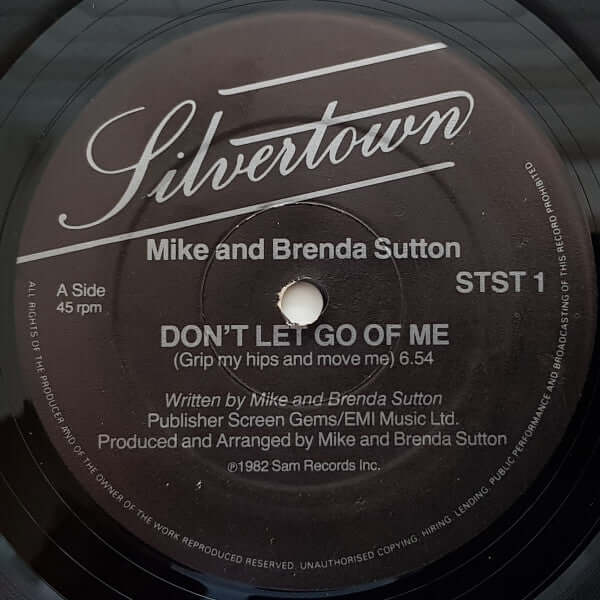 Silvertown
Mike and Brenda Sutton
A Side
45 rpm
STST 1
DON'T LET GO OF ME
(Grip my hips and move me) 6.54
Written by Mike and Brenda Sutton
Publisher Screen Gems/EMI Music Ltd.
Produced and Arranged by Mike and Brenda Sutton
℗1982 Sam Records Inc.
ALL RIGHTS OF THE PRODUCER AND OF THE OWNER OF THE WORK REPRODUCED RESERVED. UNAUTHORISED COPYING, HIRING, LENDING, PUBLIC PERFORMANCE AND BROADCASTING OF THIS RECORD PROHIBITED